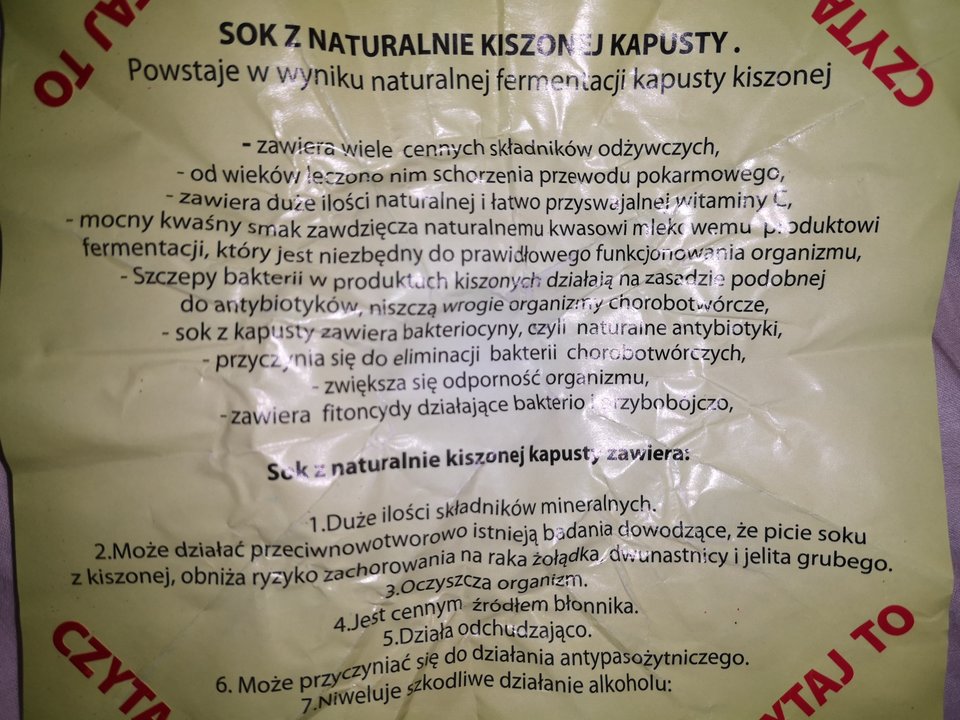 AJ TO
CZYTA
SOK Z NATURALNIE KISZONEJ KAPUSTY .
Powstaje w wyniku naturalnej fermentacji kapusty kiszonej
- zawiera wiele cennych składników odżywczych,
- od wieków leczono nim schorzenia przewodu pokarmowego,
- zawiera duże ilości naturalnej i łatwo przyswajalnej witaminy C,
- mocny kwaśny smak zawdzięcza naturalnemu kwasowi mlekowemu produktowi
fermentacji, który jest niezbędny do prawidłowego funkcjonowania organizmu,
- Szczepy bakterii w produktach kiszonych działają na zasadzie podobnej
do antybiotyków, niszczą wrogie organizmy chorobotwórcze,
- sok z kapusty zawiera bakteriocyny, czyli naturalne antybiotyki,
- przyczynia się do eliminacji bakterii chorobotwórczych,
- zwiększa się odporność organizmu,
- zawiera fitoncydy działające bakterio i grzybobójczo,
Sok z naturalnie kiszonej kapusty zawiera:
1.Duże ilości składników mineralnych.
2.Może działać przeciwnowotworowo istnieją badania dowodzące, że picie soku
z kiszonej, obniża ryzyko zachorowania na raka żołądka, dwunastnicy i jelita grubego.
3.Oczyszcza organizm.
4.Jest cennym źródłem błonnika.
5.Działa odchudzająco.
6. Może przyczyniać się do działania antypasożytniczego.
7.Niweluje szkodliwe działanie alkoholu:
CZYTA
YTAJ TO